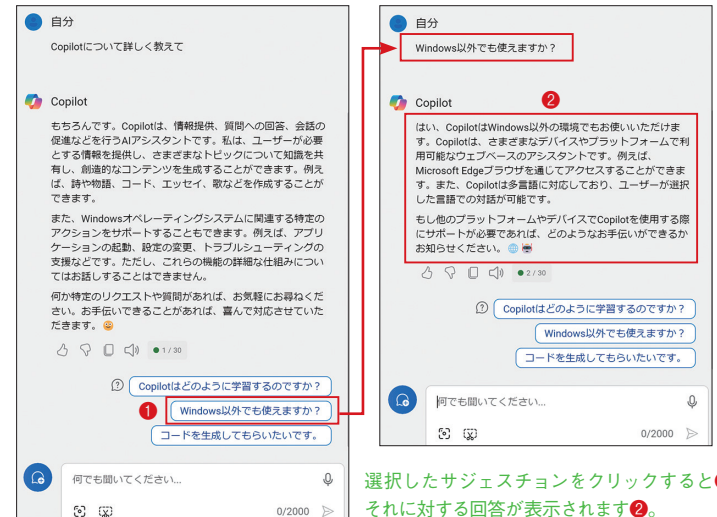 自分
Copilotについて詳しく教えて
Copilot
もちろんです。Copilotは、情報提供、質問への回答、会話の
促進などを行うAIアシスタントです。私は、ユーザーが必要
とする情報を提供し、さまざまなトピックについて知識を共
有し、創造的なコンテンツを生成することができます。例え
ば、詩や物語、コード、エッセイ、歌などを作成することが
できます。
また、Windowsオペレーティングシステムに関連する特定の
アクションをサポートすることもできます。例えば、アプリ
ケーションの起動、設定の変更、トラブルシューティングの
支援などです。ただし、これらの機能の詳細な仕組みについ
てはお話しすることはできません。
何か特定のリクエストや質問があれば、お気軽にお尋ねくだ
さい。お手伝いできることがあれば、喜んで対応させていた
だきます。😄
1 / 30
Copilotはどのように学習するのですか?
❶ Windows以外でも使えますか?
コードを生成してもらいたいです。
何でも聞いてください...
0/2000
自分
Windows以外でも使えますか?
Copilot
❷
はい、CopilotはWindows以外の環境でもお使いいただけま
す。Copilotは、さまざまなデバイスやプラットフォームで利
用可能なウェブベースのアシスタントです。例えば、
Microsoft Edgeブラウザを通じてアクセスすることができま
す。また、Copilotは多言語に対応しており、ユーザーが選択
した言語での対話が可能です。
もし他のプラットフォームやデバイスでCopilotを使用する際
にサポートが必要であれば、どのようなお手伝いができるか
お知らせください。
2 / 30
Copilotはどのように学習するのですか?
Windows以外でも使えますか?
コードを生成してもらいたいです。
何でも聞いてください...
0/2000
選択したサジェスチョンをクリックすると
それに対する回答が表示されます❷。